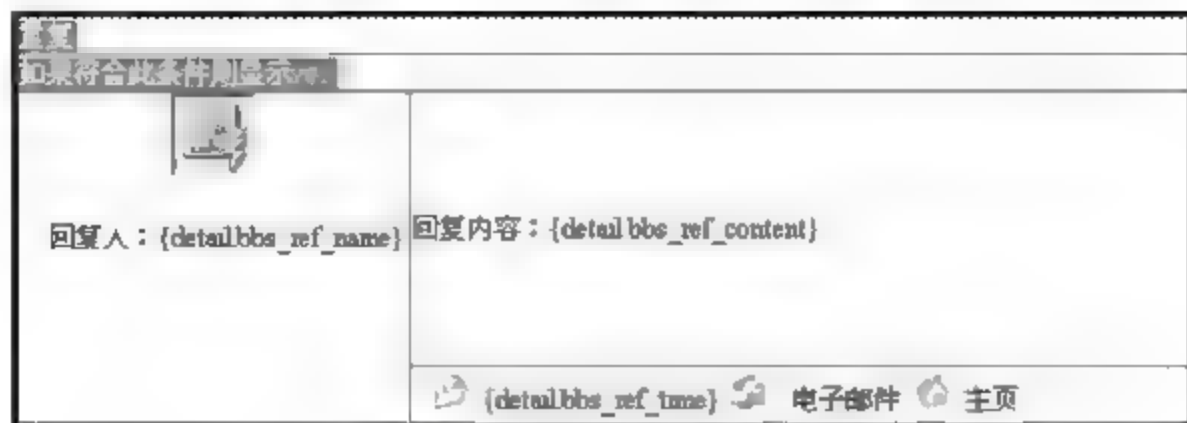 重复
如果符合此条件则显示...
回复人：{detail.bbs_ref_name}
回复内容：{detail.bbs_ref_content}
{detail.bbs_ref_time} 电子邮件 主页